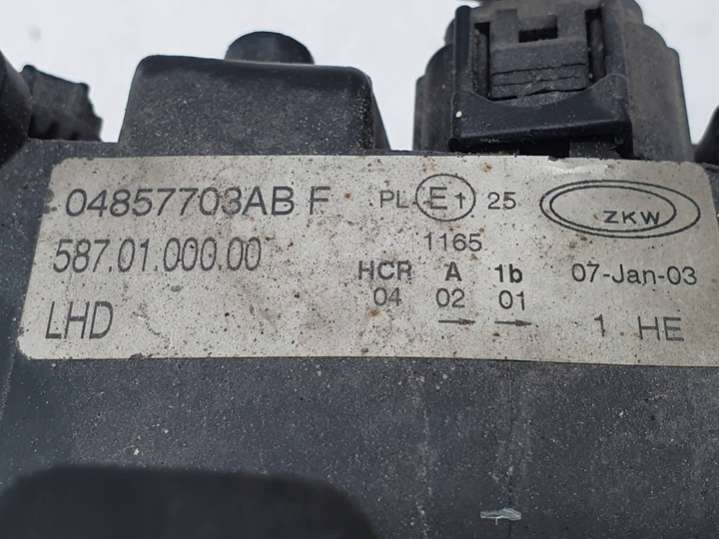 04857703AB F PL E1 25 ZKW
587.01.000.00 1165
HCR A 1b 07-Jan-03
04 02 01
LHD → → 1 HE